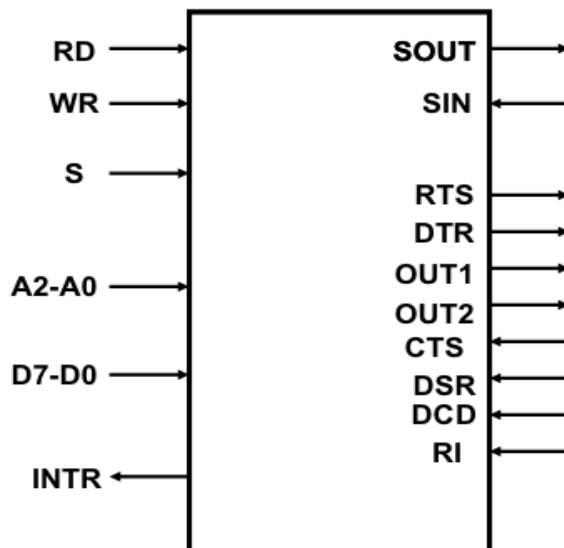 RD
WR
S
A2-A0
D7-D0
INTR
SOUT
SIN
RTS
DTR
OUT1
OUT2
CTS
DSR
DCD
RI